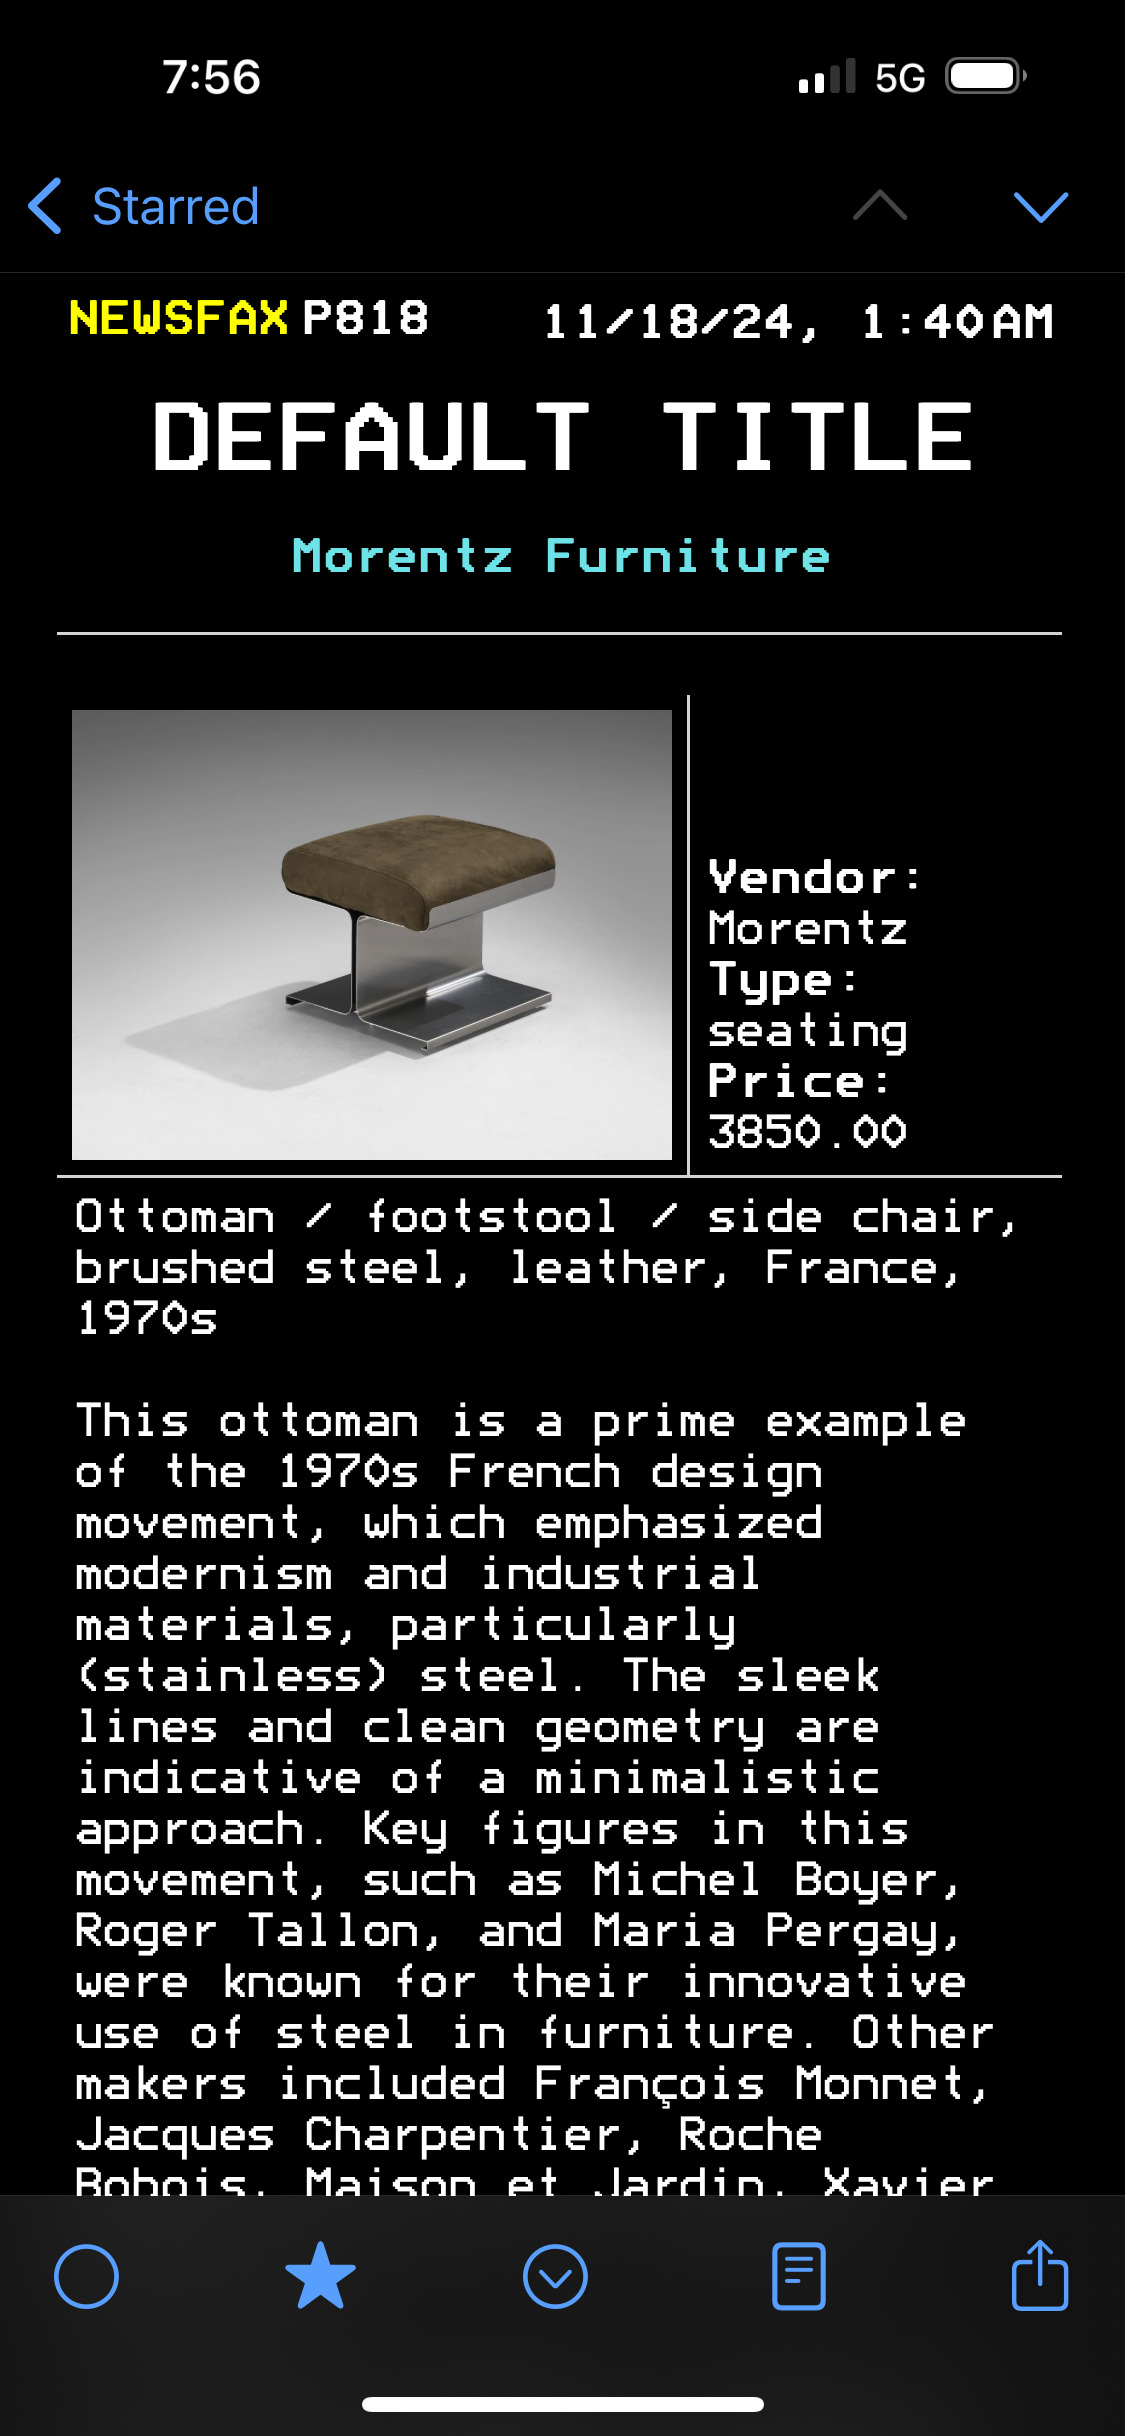 7:56 5G
Starred
NEWSFAX P818 11/18/24, 1:40AM
DEFAULT TITLE
Morentz Furniture
Vendor:
Morentz
Type:
seating
Price:
3850.00
Ottoman / footstool / side chair,
brushed steel, leather, France,
1970s
This ottoman is a prime example
of the 1970s French design
movement, which emphasized
modernism and industrial
materials, particularly
(stainless) steel. The sleek
lines and clean geometry are
indicative of a minimalistic
approach. Key figures in this
movement, such as Michel Boyer,
Roger Tallon, and Maria Pergay,
were known for their innovative
use of steel in furniture. Other
makers included François Monnet,
Jacques Charpentier, Roche
Bobois, Maison et Jardin, Xavier